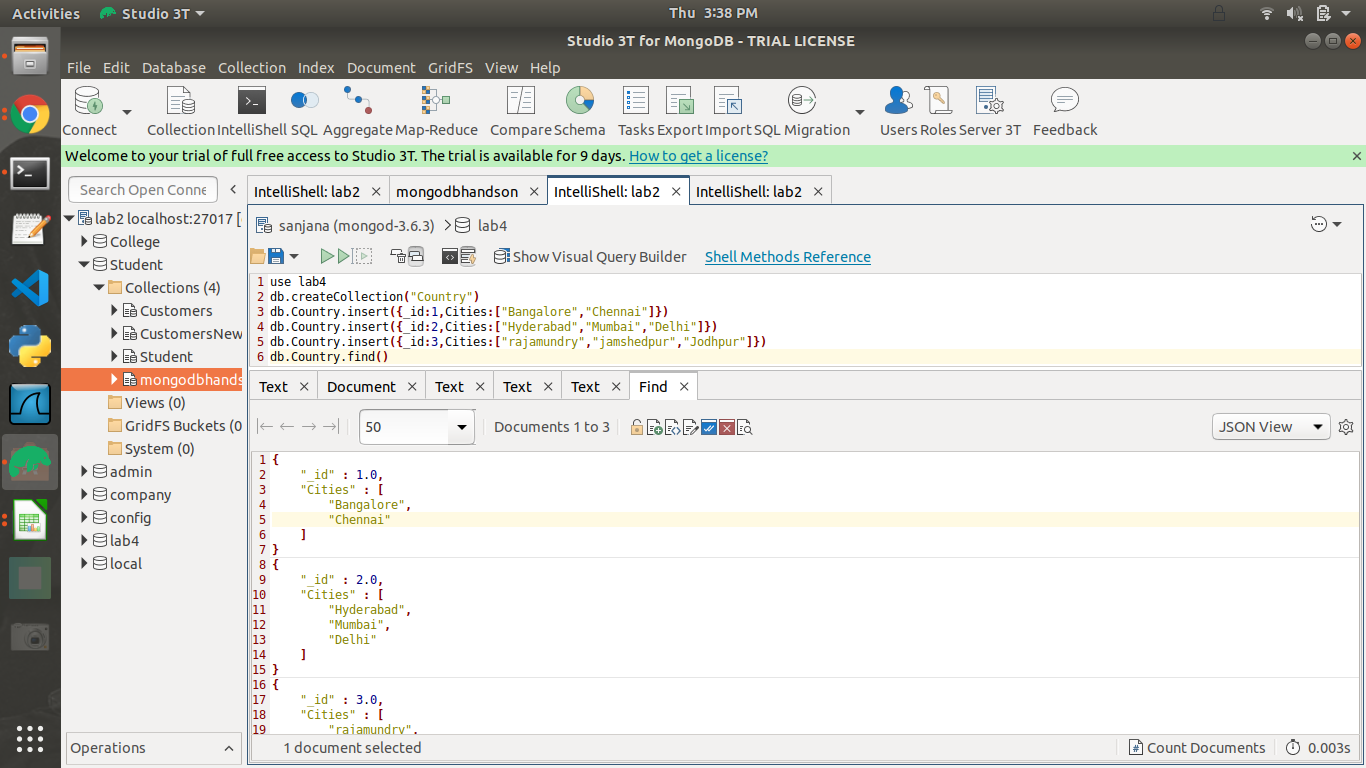 Activities Studio 3T Thu 3:38 PM
Studio 3T for MongoDB - TRIAL LICENSE
File Edit Database Collection Index Document GridFS View Help
Connect Collection IntelliShell SQL Aggregate Map-Reduce Compare Schema Tasks Export Import SQL Migration Users Roles Server 3T Feedback
Welcome to your trial of full free access to Studio 3T. The trial is available for 9 days. How to get a license?
Search Open Conne
lab2 localhost:27017 [
College
Student
Collections (4)
Customers
CustomersNew
Student
mongodbhands
Views (0)
GridFS Buckets (0
System (0)
admin
company
config
lab4
local
Operations
IntelliShell: lab2 mongodbhandson IntelliShell: lab2 IntelliShell: lab2
sanjana (mongod-3.6.3) lab4
Show Visual Query Builder Shell Methods Reference
1 use lab4
2 db.createCollection("Country")
3 db.Country.insert({_id:1,Cities:["Bangalore","Chennai"]})
4 db.Country.insert({_id:2,Cities:["Hyderabad","Mumbai","Delhi"]})
5 db.Country.insert({_id:3,Cities:["rajamundry","jamshedpur","Jodhpur"]})
6 db.Country.find()
Text Document Text Text Text Find
50 Documents 1 to 3 JSON View
1 {
2 "_id" : 1.0,
3 "Cities" : [
4 "Bangalore",
5 "Chennai"
6 ]
7 }
8 {
9 "_id" : 2.0,
10 "Cities" : [
11 "Hyderabad",
12 "Mumbai",
13 "Delhi"
14 ]
15 }
16 {
17 "_id" : 3.0,
18 "Cities" : [
19 "rajamundry",
1 document selected Count Documents 0.003s